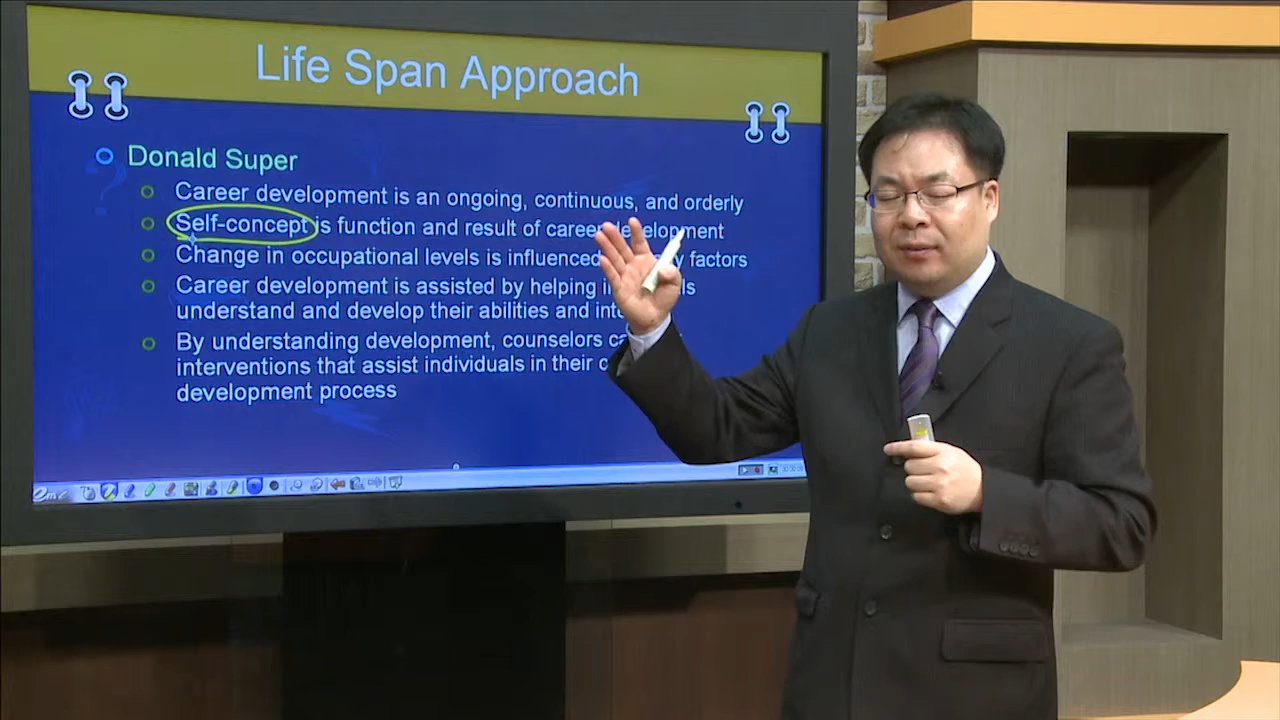 Life Span Approach
Donald Super
Career development is an ongoing, continuous, and orderly
Self-concept is function and result of career development
Change in occupational levels is influenced factors
Career development is assisted by helping
understand and develop their abilities and
By understanding development, counselors
interventions that assist individuals in their
development process